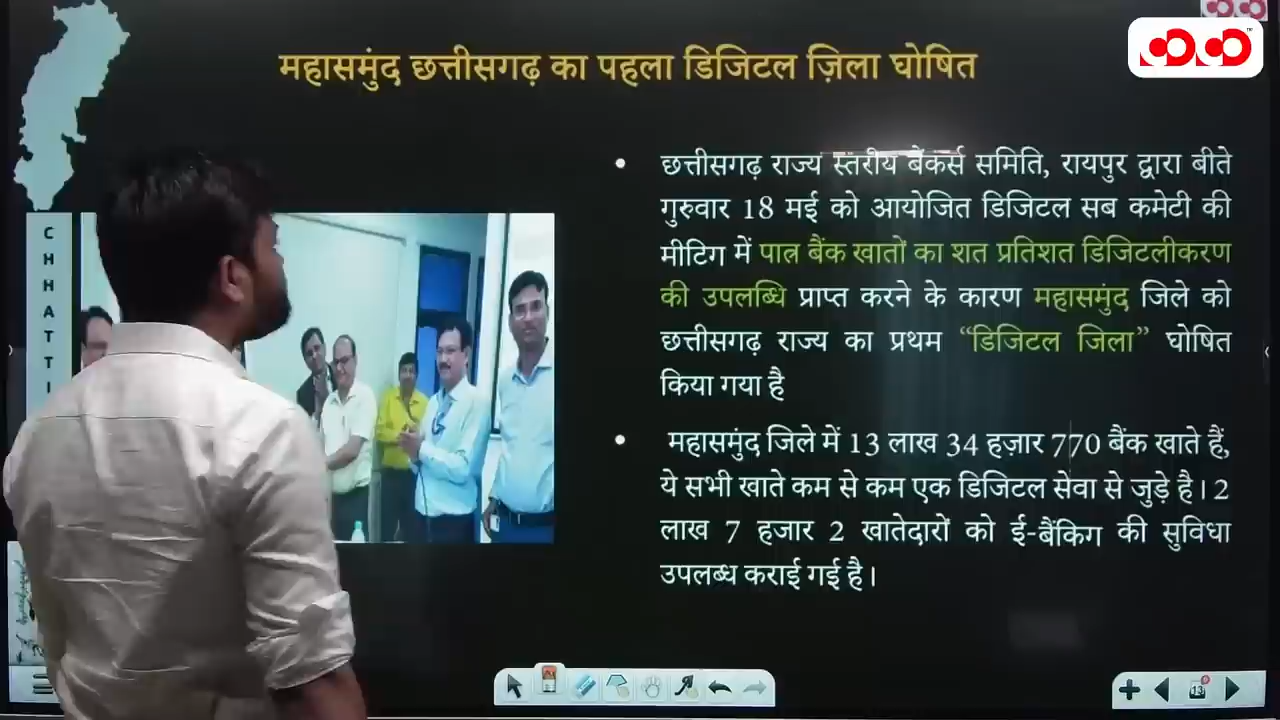 महासमुंद छत्तीसगढ़ का पहला डिजिटल ज़िला घोषित
C
H
H
A
T
T
I
• छत्तीसगढ़ राज्य स्तरीय बेंकर्स समिति, रायपुर द्वारा बीते
गुरुवार 18 मई को आयोजित डिजिटल सब कमेटी की
मीटिग में पात्र बैंक खातों का शत प्रतिशत डिजिटलीकरण
की उपलब्धि प्राप्त करने के कारण महासमुंद जिले को
छत्तीसगढ़ राज्य का प्रथम “डिजिटल जिला” घोषित
किया गया है
• महासमुंद जिले में 13 लाख 34 हज़ार 770 बैंक खाते हैं,
ये सभी खाते कम से कम एक डिजिटल सेवा से जुड़े है। 2
लाख 7 हजार 2 खातेदारों को ई-बैंकिग की सुविधा
उपलब्ध कराई गई है।
13